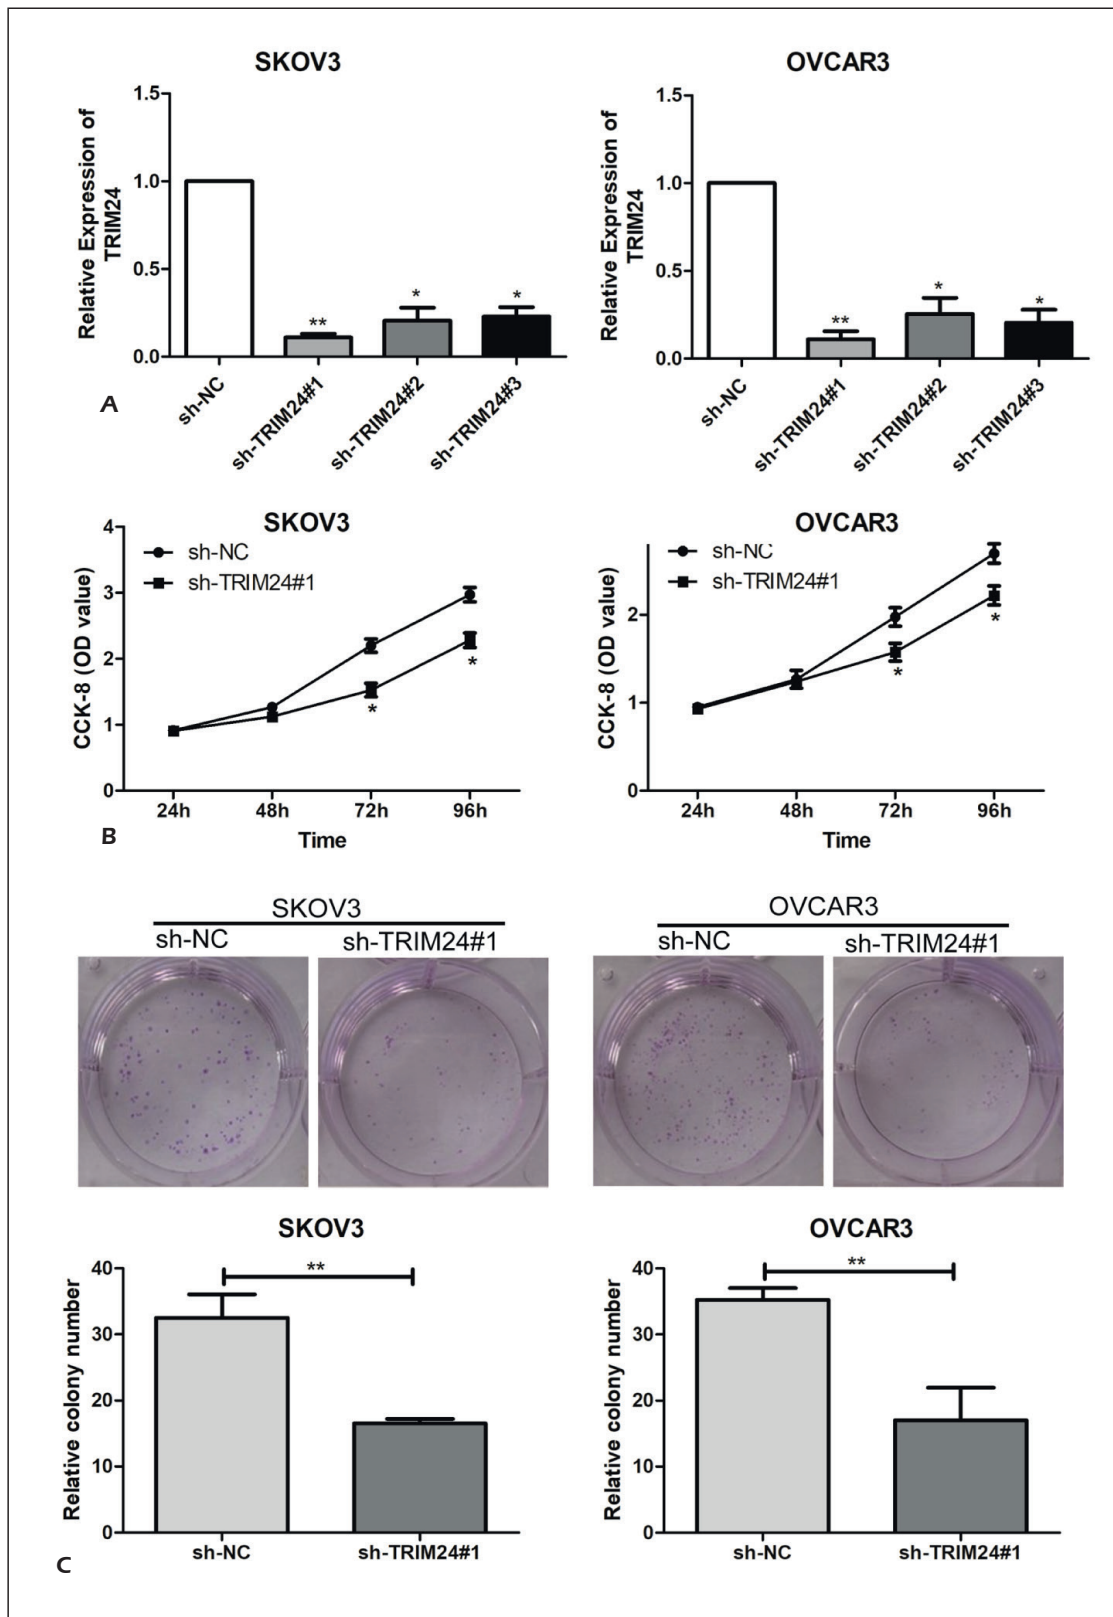 SKOV3
Relative Expression of
TRIM24
1.5
1.0
0.5
0.0
**
*
*
sh-NC
sh-TRIM24#1
sh-TRIM24#2
sh-TRIM24#3
OVCAR3
Relative Expression of
TRIM24
1.5
1.0
0.5
0.0
**
*
*
sh-NC
sh-TRIM24#1
sh-TRIM24#2
sh-TRIM24#3
A
SKOV3
CCK-8 (OD value)
4
3
2
1
0
sh-NC
sh-TRIM24#1
*
*
24h
48h
72h
96h
Time
OVCAR3
CCK-8 (OD value)
2
1
0
sh-NC
sh-TRIM24#1
*
*
24h
48h
72h
96h
Time
B
SKOV3
sh-NC
sh-TRIM24#1
OVCAR3
sh-NC
sh-TRIM24#1
SKOV3
Relative colony number
40
30
20
10
0
**
sh-NC
sh-TRIM24#1
OVCAR3
Relative colony number
40
30
20
10
0
**
sh-NC
sh-TRIM24#1
C